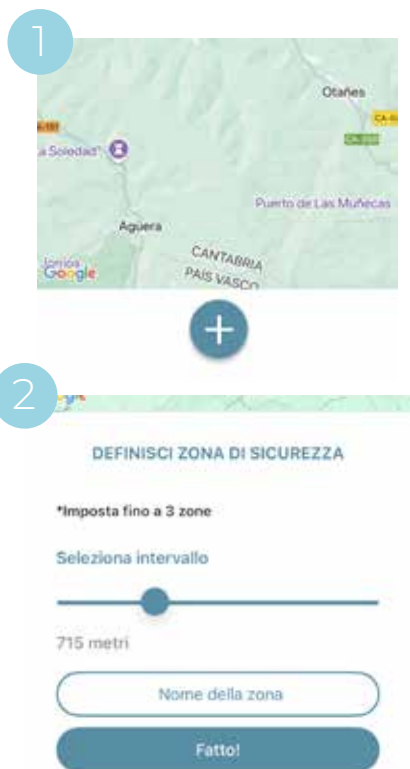 1
Otañes
a Soledad"
Puerto de Las Muñecas
Agüera
CANTABRIA
PAÍS VASCO
Google
+
2
DEFINISCI ZONA DI SICUREZZA
*Imposta fino a 3 zone
Seleziona intervallo
715 metri
Nome della zona
Fatto!